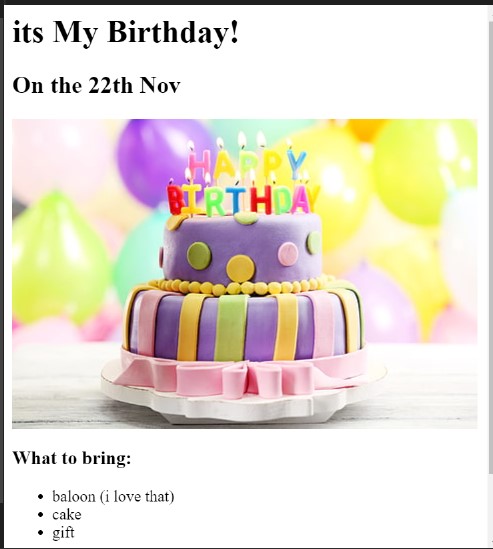 its My Birthday!
On the 22th Nov
HAPPY
BIRTHDAY
What to bring:
baloon (i love that)
cake
gift